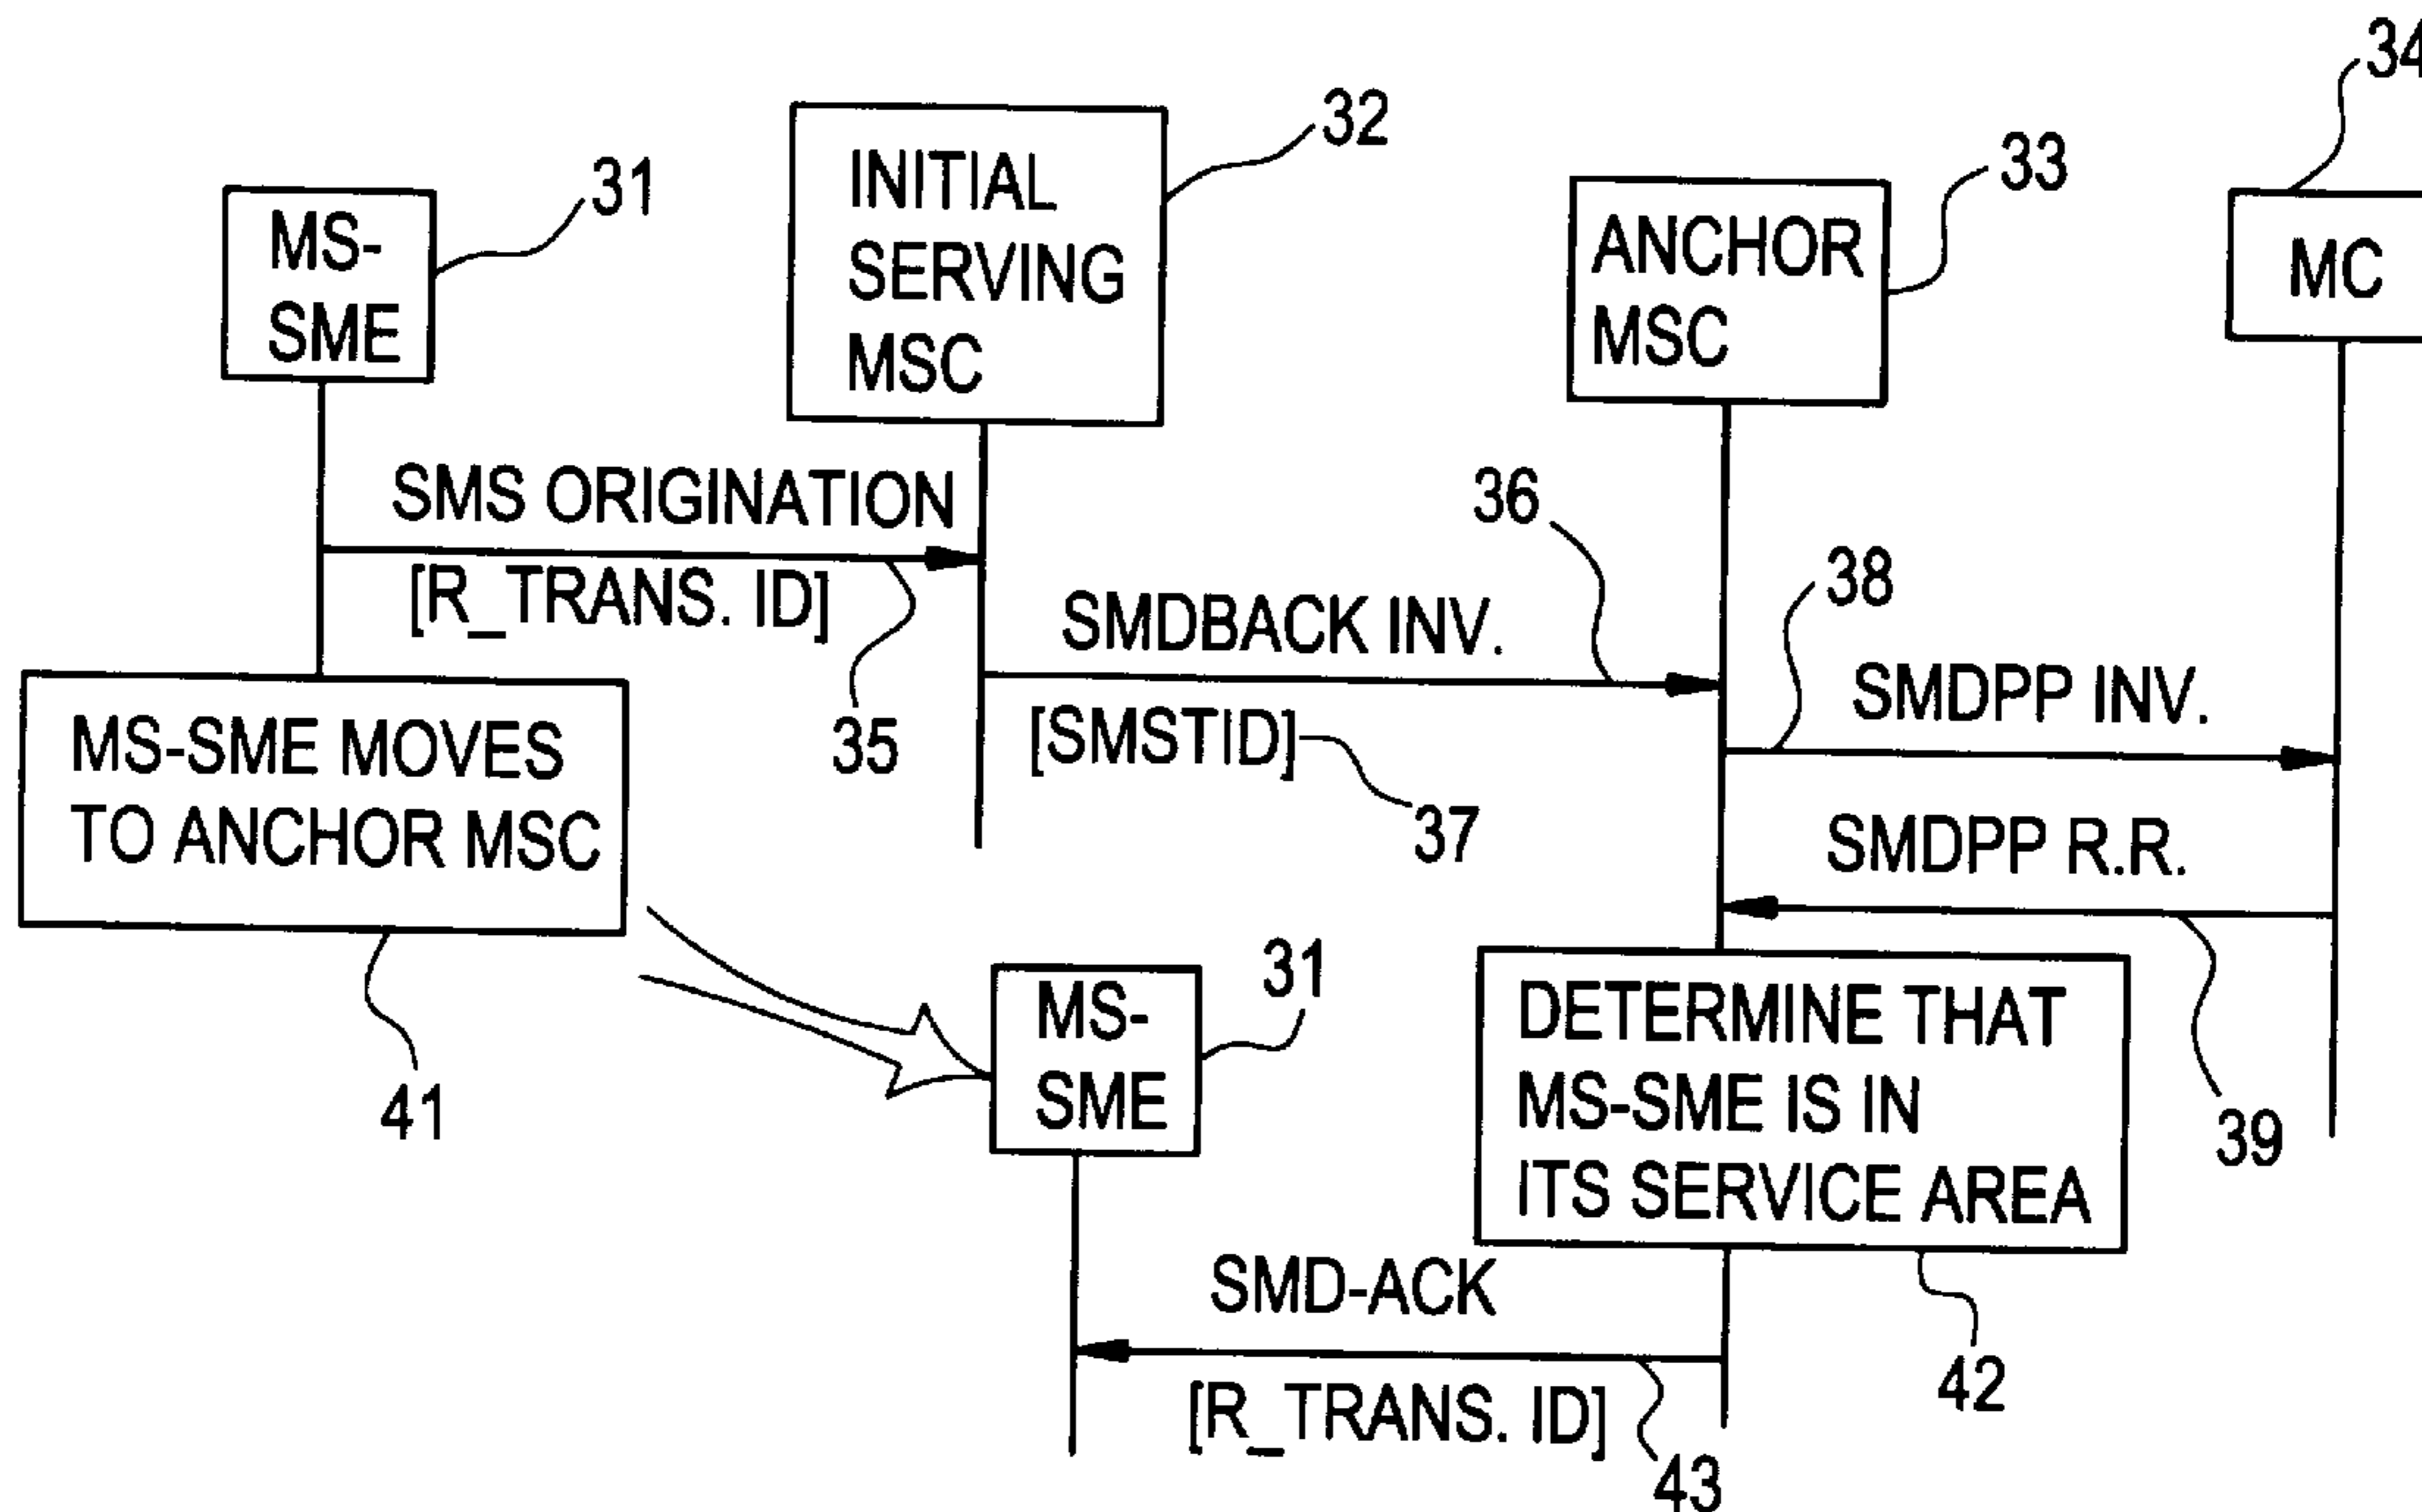 34
32
33
31
MS-
SME
INITIAL
SERVING
MSC
ANCHOR
MSC
MC
SMS ORIGINATION
[R_TRANS. ID]
35
36
SMDBACK INV.
[SMSTID]
37
38
SMDPP INV.
SMDPP R.R.
39
MS-SME MOVES
TO ANCHOR MSC
41
MS-
SME
31
DETERMINE THAT
MS-SME IS IN
ITS SERVICE AREA
42
SMD-ACK
[R_TRANS. ID]
43